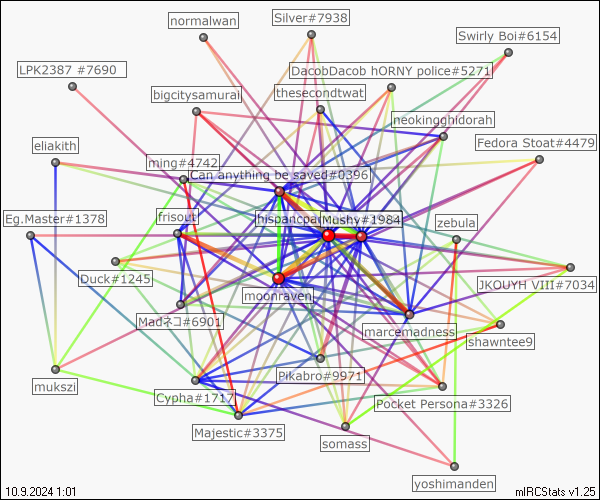 normalwan
Silver#7938
Swirly Boi#6154
LPK2387 #7690
DacobDacob hORNY police#5271
bigcitysamurai
thesecondtwat
neokingghidorah
Fedora Stoat#4479
eliakith
ming#4742
Can anything be saved#0396
Eg.Master#1378
frisout
Mushy#1984
zebula
Duck#1245
JKOUYH VIII#7034
moonraven
Madネコ#6901
marcemadness
shawntee9
Pikabro#9971
mukszi
Cypha#1717
Pocket Persona#3326
Majestic#3375
somass
yoshimanden
10.9.2024 1:01
mIRCStats v1.25